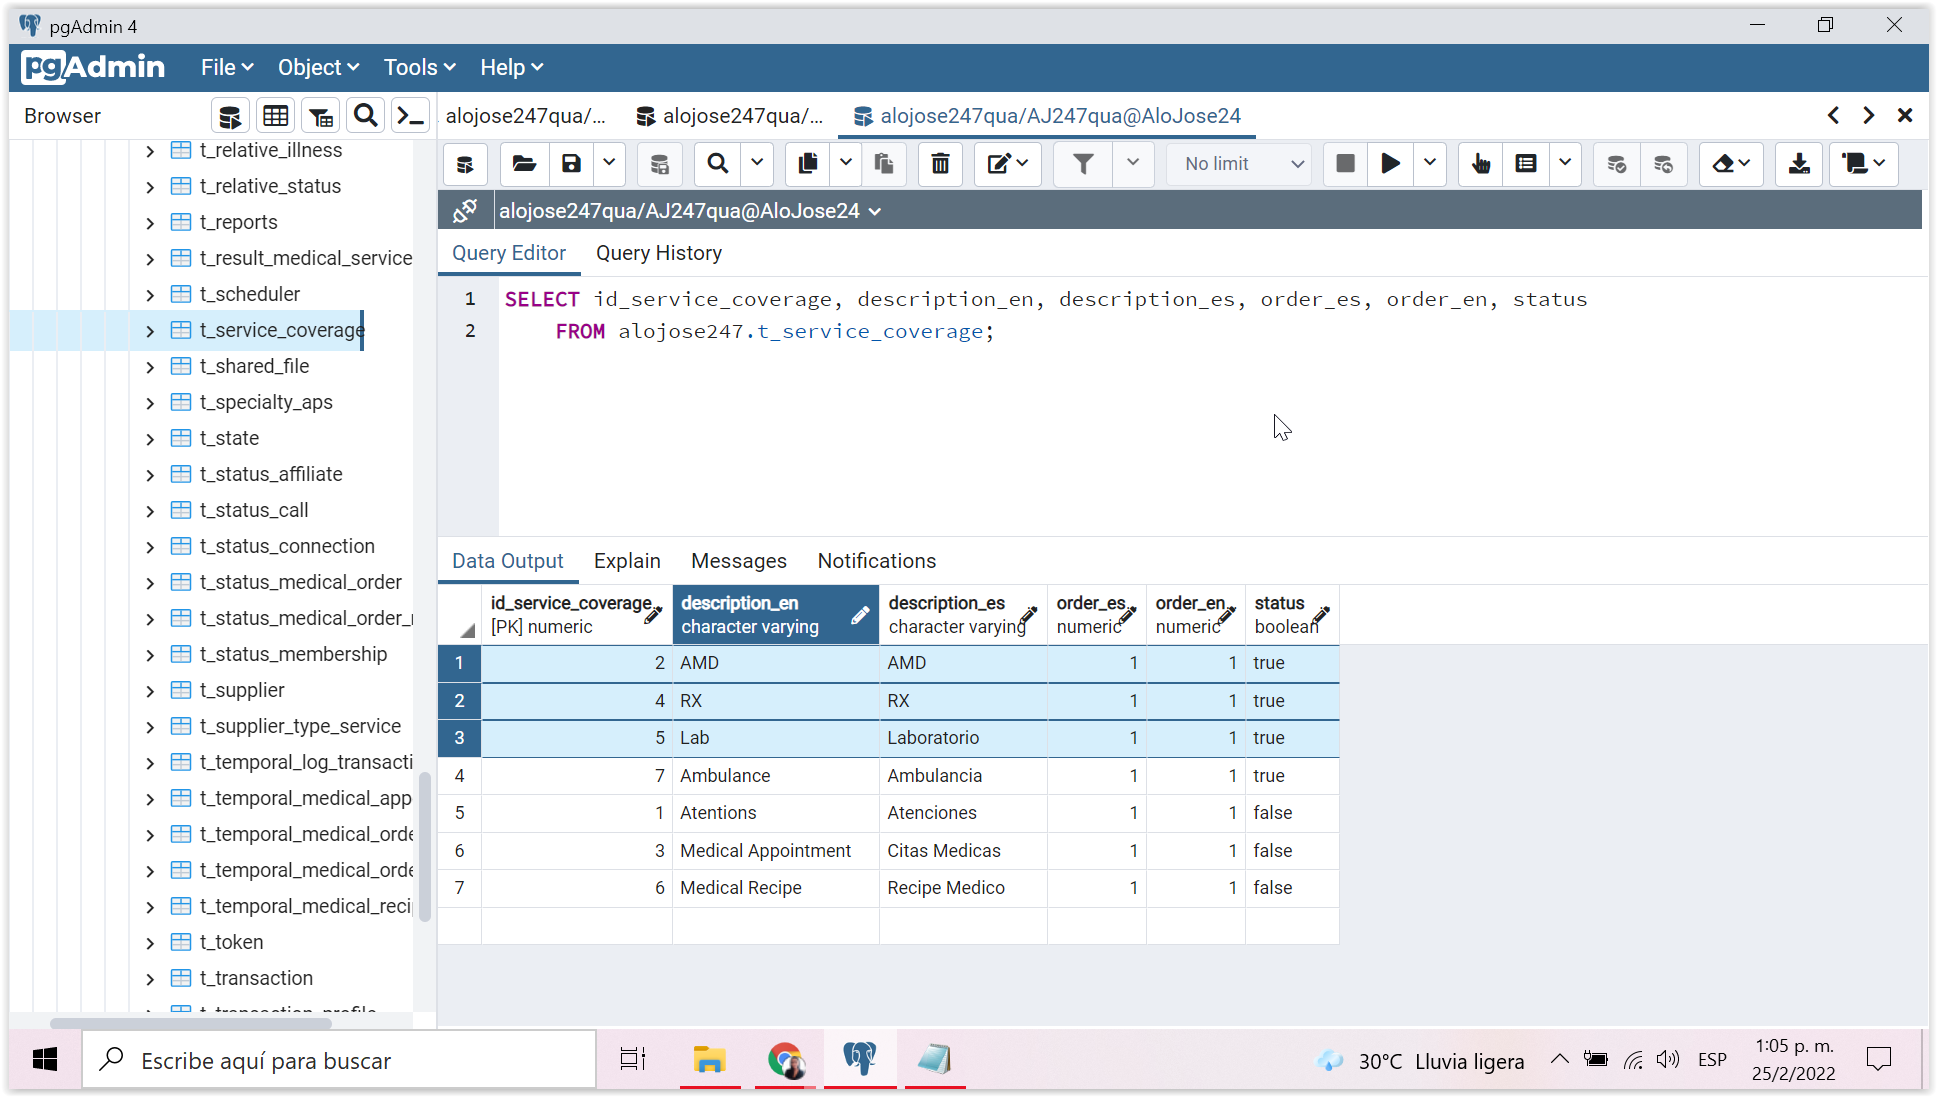 pgAdmin 4
pgAdmin File Object Tools Help
Browser
alojose247qua/... alojose247qua/... alojose247qua/AJ247qua@AloJose24
No limit
alojose247qua/AJ247qua@AloJose24
Query Editor Query History
1 SELECT id_service_coverage, description_en, description_es, order_es, order_en, status
2 FROM alojose247.t_service_coverage;
t_relative_illness
t_relative_status
t_reports
t_result_medical_service
t_scheduler
t_service_coverage
t_shared_file
t_specialty_aps
t_state
t_status_affiliate
t_status_call
t_status_connection
t_status_medical_order
t_status_medical_order_
t_status_membership
t_supplier
t_supplier_type_service
t_temporal_log_transacti
t_temporal_medical_app
t_temporal_medical_orde
t_temporal_medical_orde
t_temporal_medical_reci
t_token
t_transaction
t_transaction_profile
Data Output Explain Messages Notifications
id_service_coverage description_en description_es order_es order_en status
[PK] numeric character varying character varying numeric numeric boolean
1 2 AMD AMD 1 1 true
2 4 RX RX 1 1 true
3 5 Lab Laboratorio 1 1 true
4 7 Ambulance Ambulancia 1 1 true
5 1 Atentions Atenciones 1 1 false
6 3 Medical Appointment Citas Medicas 1 1 false
7 6 Medical Recipe Recipe Medico 1 1 false
Escribe aquí para buscar
30°C Lluvia ligera
ESP
1:05 p. m.
25/2/2022